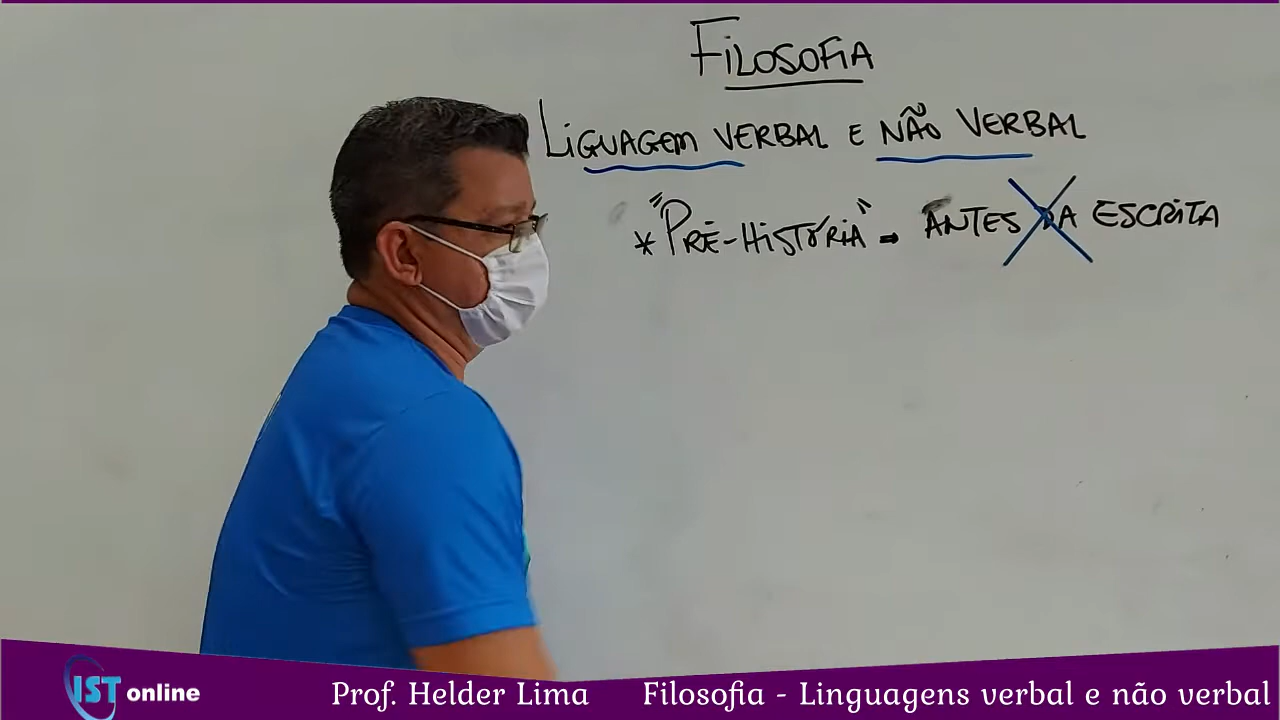 FILOSOFIA
LIGUAGEM VERBAL E NÃO VERBAL
* "PRÉ-HISTÓRIA" → ANTES DA ESCRITA
IST online
Prof. Helder Lima
Filosofia - Linguagens verbal e não verbal